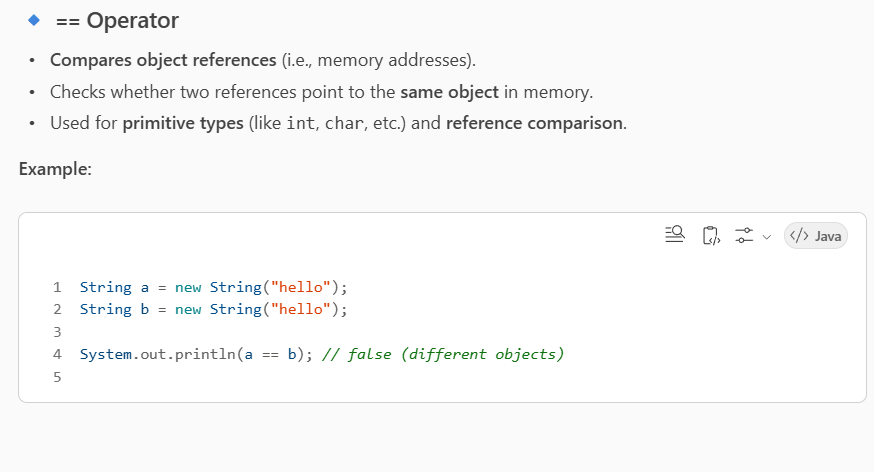 == Operator
• Compares object references (i.e., memory addresses).
• Checks whether two references point to the same object in memory.
• Used for primitive types (like int, char, etc.) and reference comparison.
Example:
</> Java
1 String a = new String("hello");
2 String b = new String("hello");
3
4 System.out.println(a == b); // false (different objects)
5